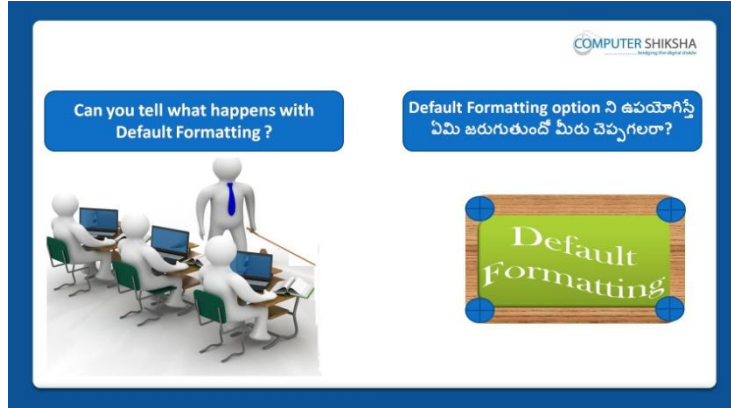 COMPUTER SHIKSHA
bridging the digital divide
Can you tell what happens with
Default Formatting ?
Default Formatting option ని ఉపయోగిస్తే
ఏమి జరుగుతుందో మీరు చెప్పగలరా?
Default
Formatting